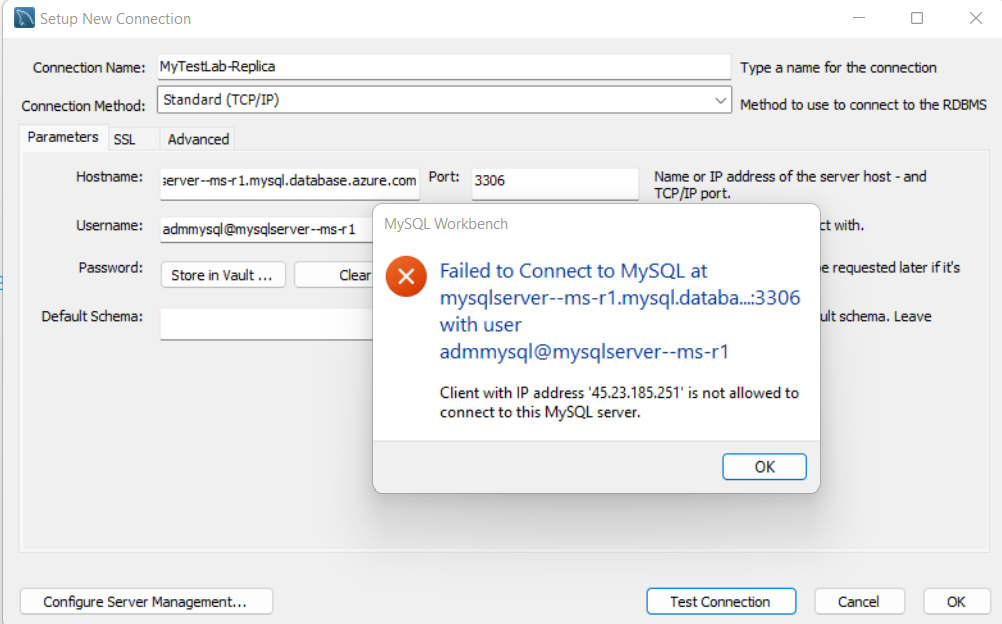 Setup New Connection
Connection Name: MyTestLab-Replica Type a name for the connection
Connection Method: Standard (TCP/IP) Method to use to connect to the RDBMS
Parameters SSL Advanced
Hostname: server--ms-r1.mysql.database.azure.com Port: 3306 Name or IP address of the server host - and
TCP/IP port.
Username: admmysql@mysqlserver--ms-r1 with.
Password: Store in Vault ... Clear requested later if it's
Default Schema: schema. Leave
MySQL Workbench
Failed to Connect to MySQL at
mysqlserver--ms-r1.mysql.databa...:3306
with user
admmysql@mysqlserver--ms-r1
Client with IP address '45.23.185.251' is not allowed to
connect to this MySQL server.
OK
Configure Server Management... Test Connection Cancel OK